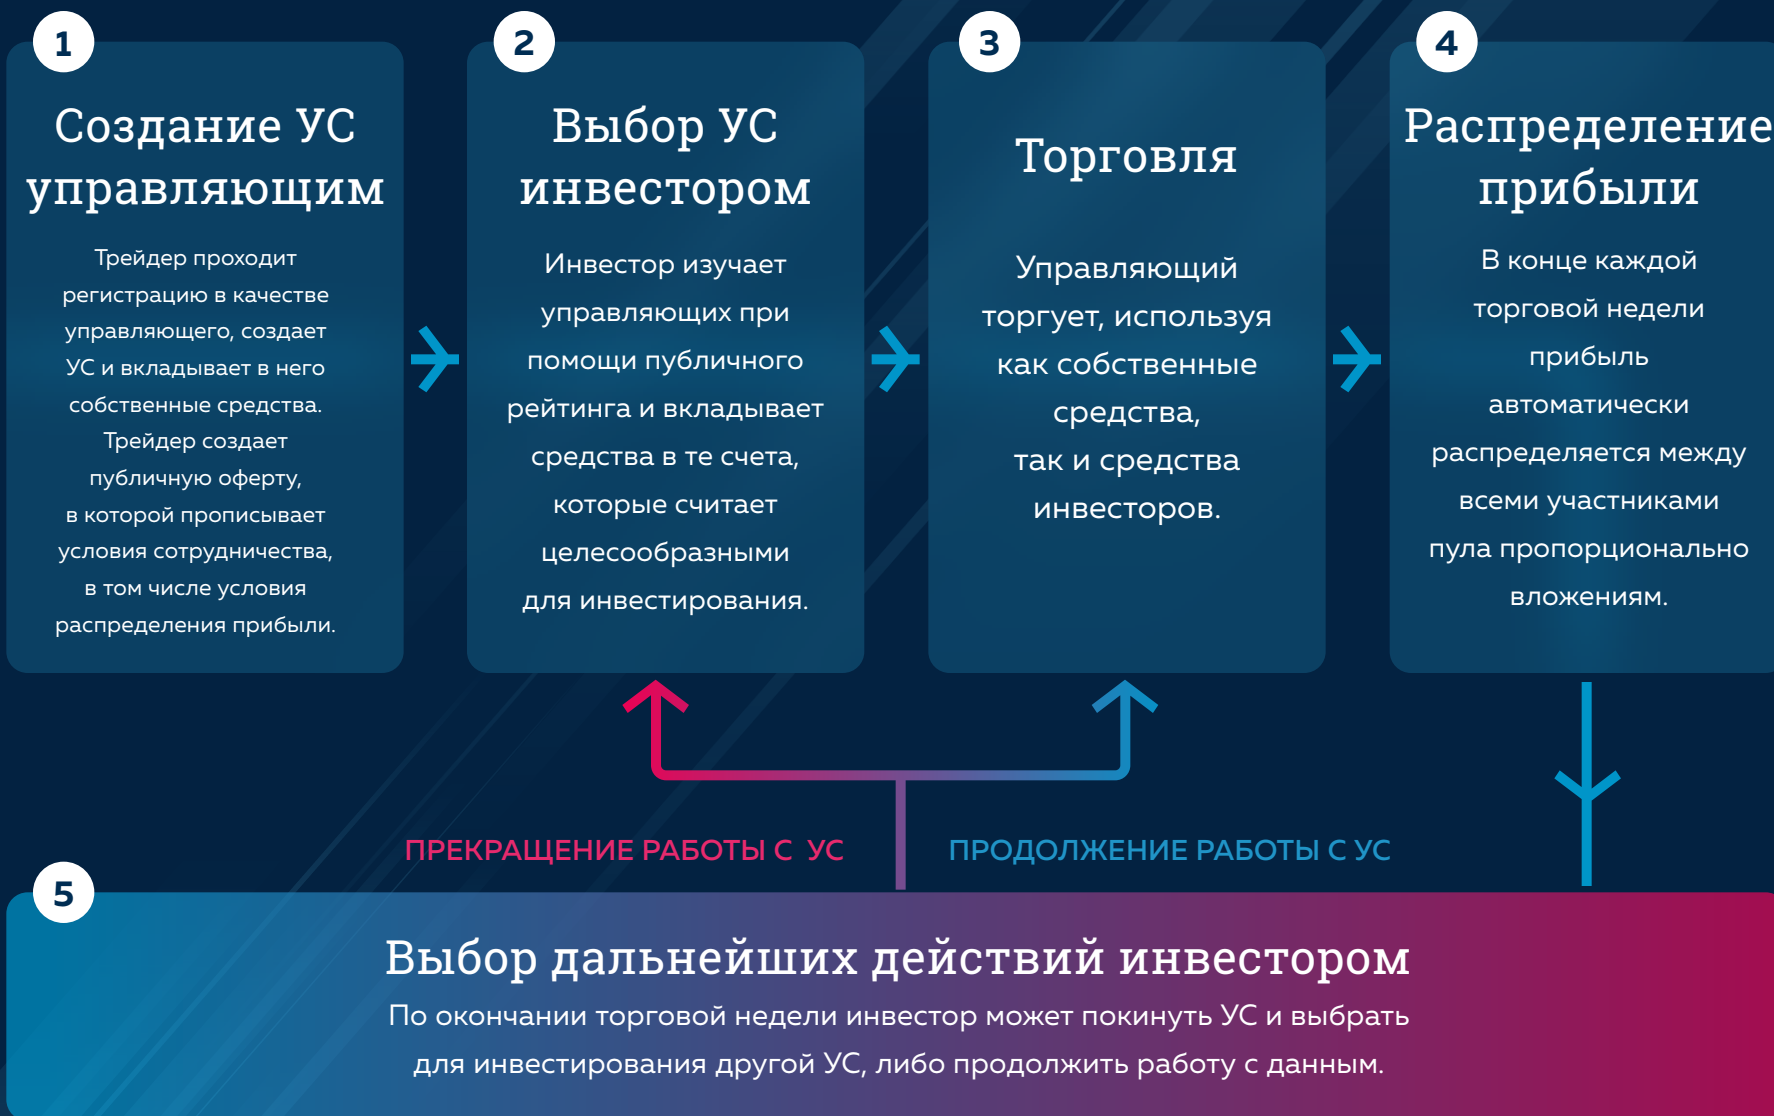 1
Создание УС
управляющим
Трейдер проходит
регистрацию в качестве
управляющего, создает
УС и вкладывает в него
собственные средства.
Трейдер создает
публичную оферту,
в которой прописывает
условия сотрудничества,
в том числе условия
распределения прибыли.
2
Выбор УС
инвестором
Инвестор изучает
управляющих при
помощи публичного
рейтинга и вкладывает
средства в те счета,
которые считает
целесообразными
для инвестирования.
3
Торговля
Управляющий
торгует, используя
как собственные
средства,
так и средства
инвесторов.
4
Распределение
прибыли
В конце каждой
торговой недели
прибыль
автоматически
распределяется между
всеми участниками
пула пропорционально
вложениям.
ПРЕКРАЩЕНИЕ РАБОТЫ С УС
ПРОДОЛЖЕНИЕ РАБОТЫ С УС
5
Выбор дальнейших действий инвестором
По окончании торговой недели инвестор может покинуть УС и выбрать
для инвестирования другой УС, либо продолжить работу с данным.